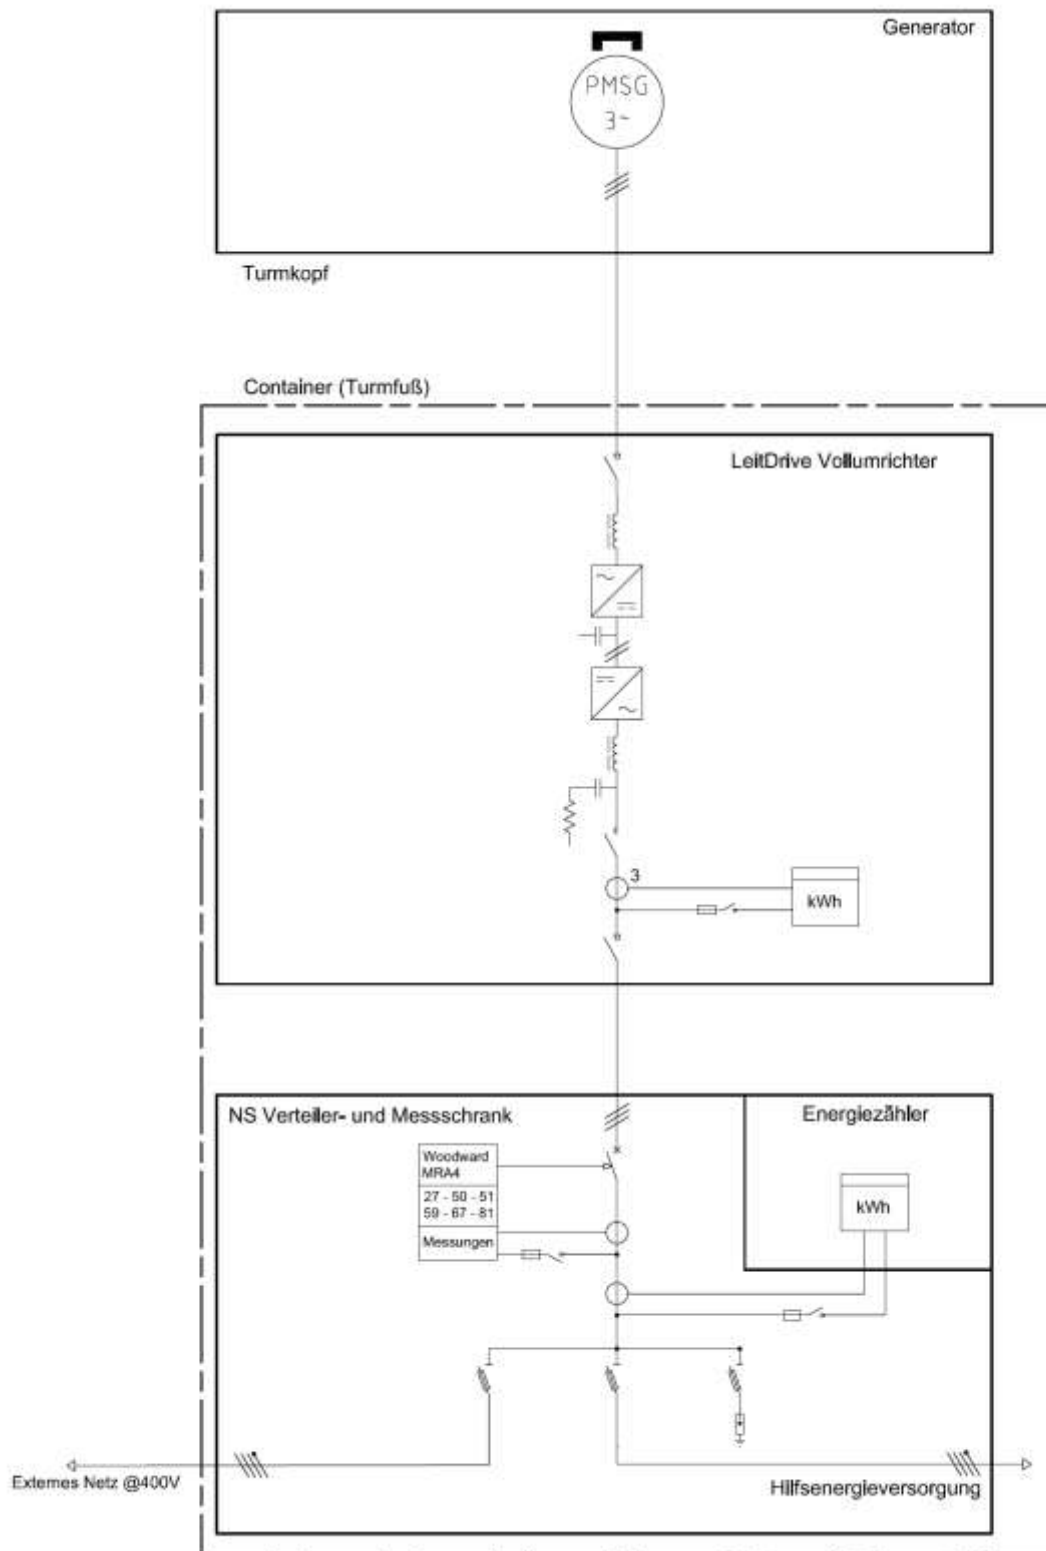 Generator
PMSG
3~
Turmkopf
Container (Turmfuß)
LeitDrive Vollumrichter
3
kWh
NS Verteiler- und Messschrank
Energiezähler
Woodward
MRA4
27 - 50 - 51
59 - 67 - 81
Messungen
kWh
Externes Netz @400V
Hilfsenergieversorgung